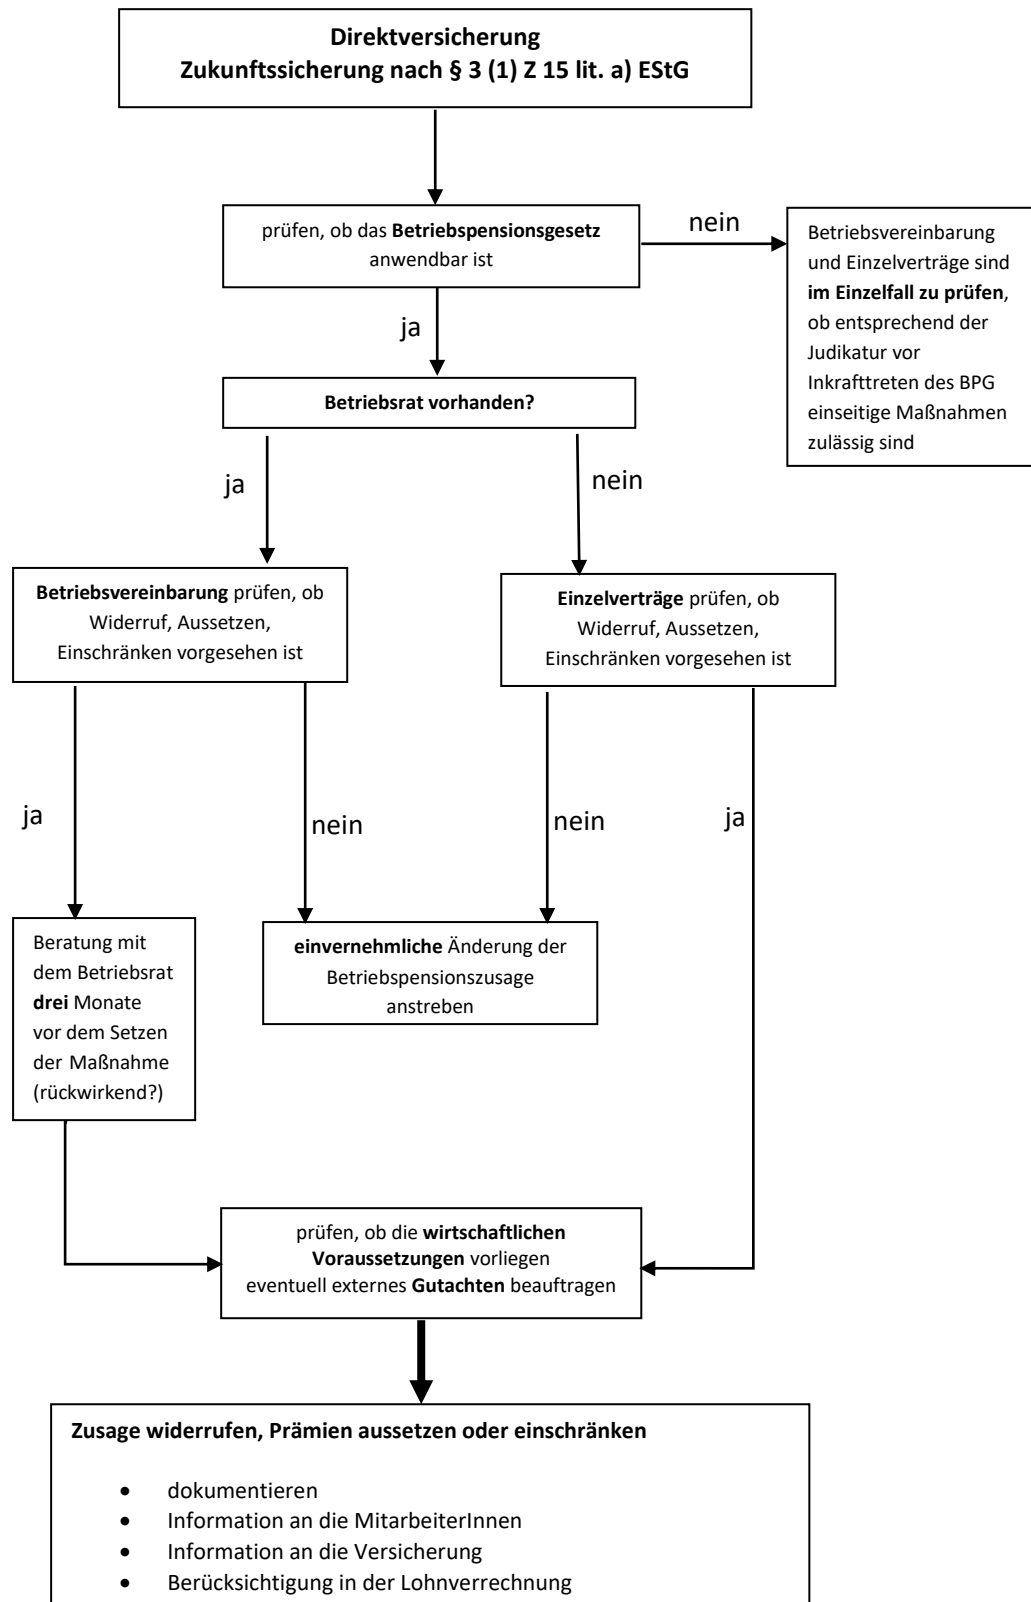 Direktversicherung
Zukunftssicherung nach § 3 (1) Z 15 lit. a) EStG
prüfen, ob das Betriebspensionsgesetz
anwendbar ist
nein
Betriebsvereinbarung
und Einzelverträge sind
im Einzelfall zu prüfen,
ob entsprechend der
Judikatur vor
Inkrafttreten des BPG
einseitige Maßnahmen
zulässig sind
ja
Betriebsrat vorhanden?
ja
nein
Betriebsvereinbarung prüfen, ob
Widerruf, Aussetzen,
Einschränken vorgesehen ist
Einzelverträge prüfen, ob
Widerruf, Aussetzen,
Einschränken vorgesehen ist
ja
nein
nein
ja
Beratung mit
dem Betriebsrat
drei Monate
vor dem Setzen
der Maßnahme
(rückwirkend?)
einvernehmliche Änderung der
Betriebspensionszusage
anstreben
prüfen, ob die wirtschaftlichen
Voraussetzungen vorliegen
eventuell externes Gutachten beauftragen
Zusage widerrufen, Prämien aussetzen oder einschränken
• dokumentieren
• Information an die MitarbeiterInnen
• Information an die Versicherung
• Berücksichtigung in der Lohnverrechnung